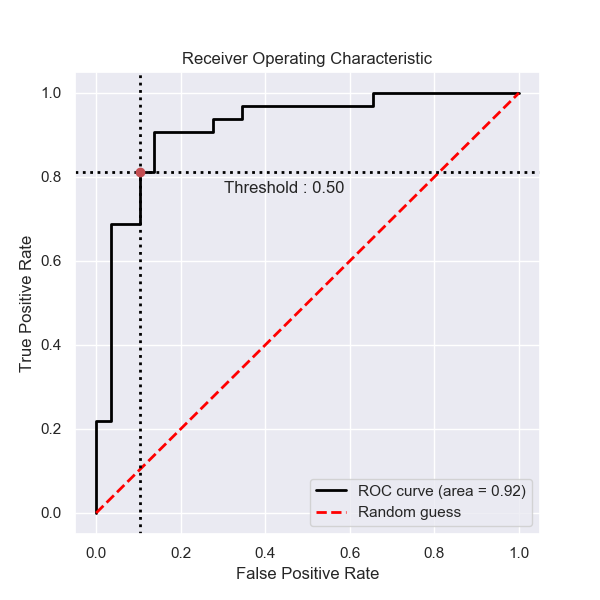 Receiver Operating Characteristic
True Positive Rate
1.0
0.8
0.6
0.4
0.2
0.0
Threshold : 0.50
ROC curve (area = 0.92)
Random guess
0.0 0.2 0.4 0.6 0.8 1.0
False Positive Rate